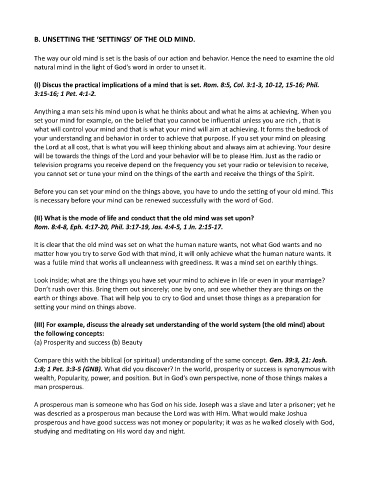 B. UNSETTING THE 'SETTINGS' OF THE OLD MIND.
The way our old mind is set is the basis of our action and behavior. Hence the need to examine the old
natural mind in the light of God's word in order to unset it.
(I) Discus the practical implications of a mind that is set. Rom. 8:5, Col. 3:1-3, 10-12, 15-16; Phil.
3:15-16; 1 Pet. 4:1-2.
Anything a man sets his mind upon is what he thinks about and what he aims at achieving. When you
set your mind for example, on the belief that you cannot be influential unless you are rich , that is
what will control your mind and that is what your mind will aim at achieving. It forms the bedrock of
your understanding and behavior in order to achieve that purpose. If you set your mind on pleasing
the Lord at all cost, that is what you will keep thinking about and always aim at achieving. Your desire
will be towards the things of the Lord and your behavior will be to please Him. Just as the radio or
television programs you receive depend on the frequency you set your radio or television to receive,
you cannot set or tune your mind on the things of the earth and receive the things of the Spirit.
Before you can set your mind on the things above, you have to undo the setting of your old mind. This
is necessary before your mind can be renewed successfully with the word of God.
(II) What is the mode of life and conduct that the old mind was set upon?
Rom. 8:4-8, Eph. 4:17-20, Phil. 3:17-19, Jas. 4:4-5, 1 Jn. 2:15-17.
It is clear that the old mind was set on what the human nature wants, not what God wants and no
matter how you try to serve God with that mind, it will only achieve what the human nature wants. It
was a futile mind that works all uncleanness with greediness. It was a mind set on earthly things.
Look inside; what are the things you have set your mind to achieve in life or even in your marriage?
Don't rush over this. Bring them out sincerely; one by one, and see whether they are things on the
earth or things above. That will help you to cry to God and unset those things as a preparation for
setting your mind on things above.
(III) For example, discuss the already set understanding of the world system (the old mind) about
the following concepts:
(a) Prosperity and success (b) Beauty
Compare this with the biblical (or spiritual) understanding of the same concept. Gen. 39:3, 21: Josh.
1:8; 1 Pet. 3:3-5 (GNB). What did you discover? In the world, prosperity or success is synonymous with
wealth, Popularity, power, and position. But in God's own perspective, none of those things makes a
man prosperous.
A prosperous man is someone who has God on his side. Joseph was a slave and later a prisoner; yet he
was descried as a prosperous man because the Lord was with Him. What would make Joshua
prosperous and have good success was not money or popularity; it was as he walked closely with God,
studying and meditating on His word day and night.